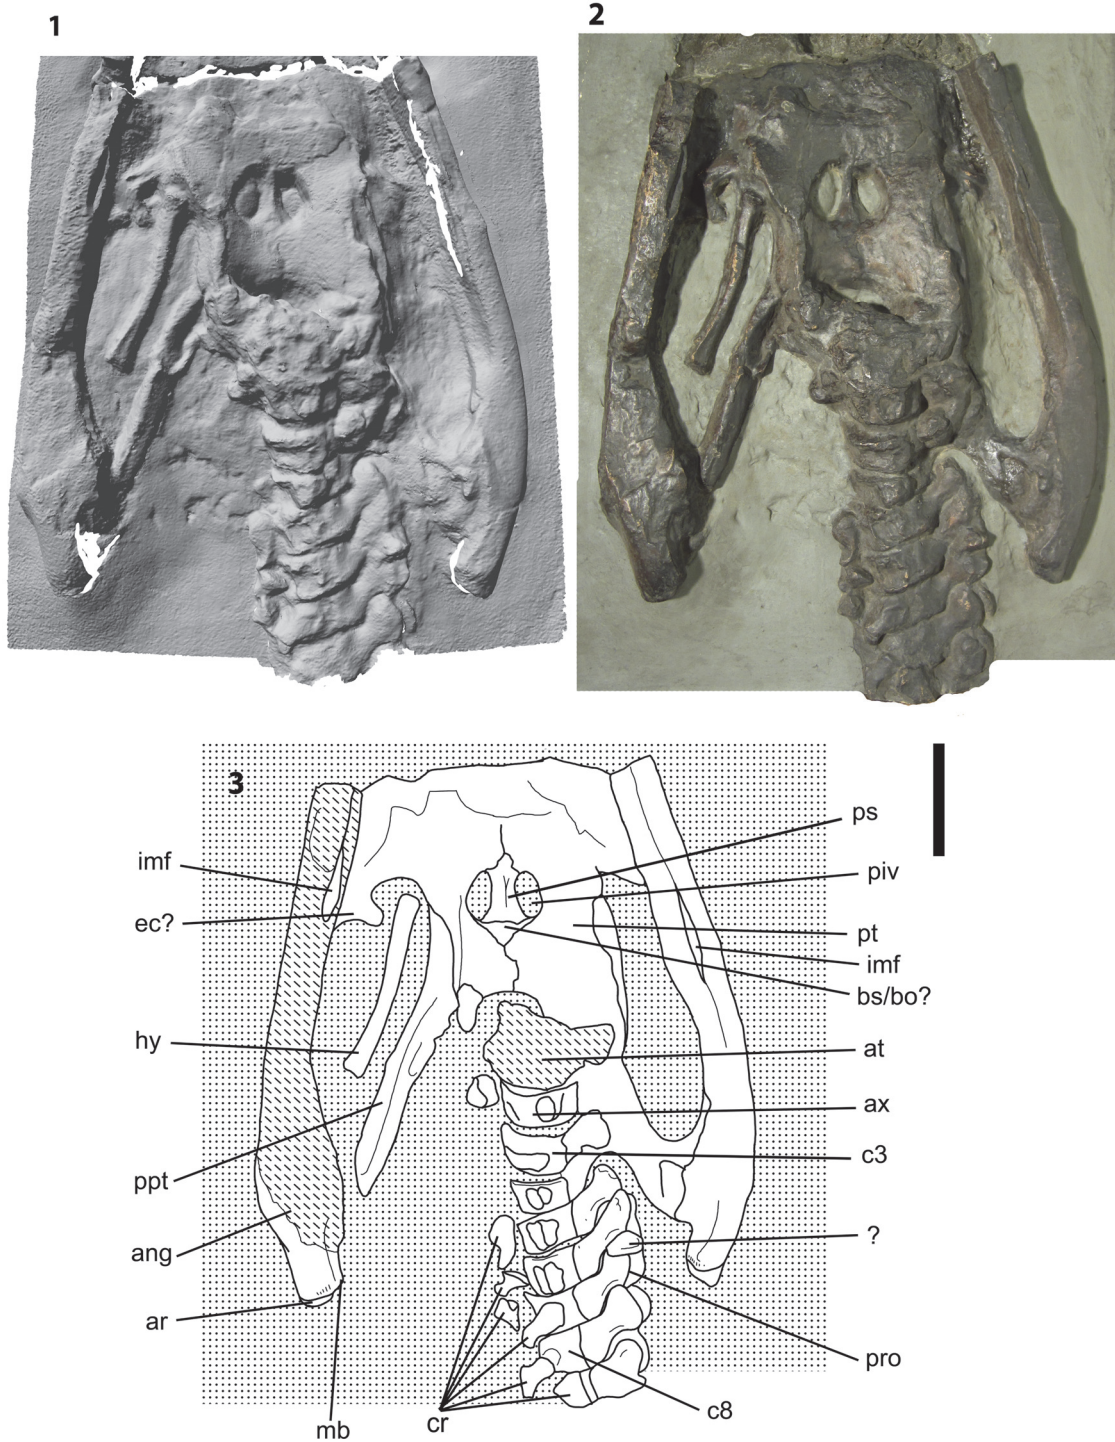 1
2
3
ps
imf
piv
ec?
pt
imf
bs/bo?
hy
at
ax
c3
ppt
?
ang
ar
pro
c8
cr
mb